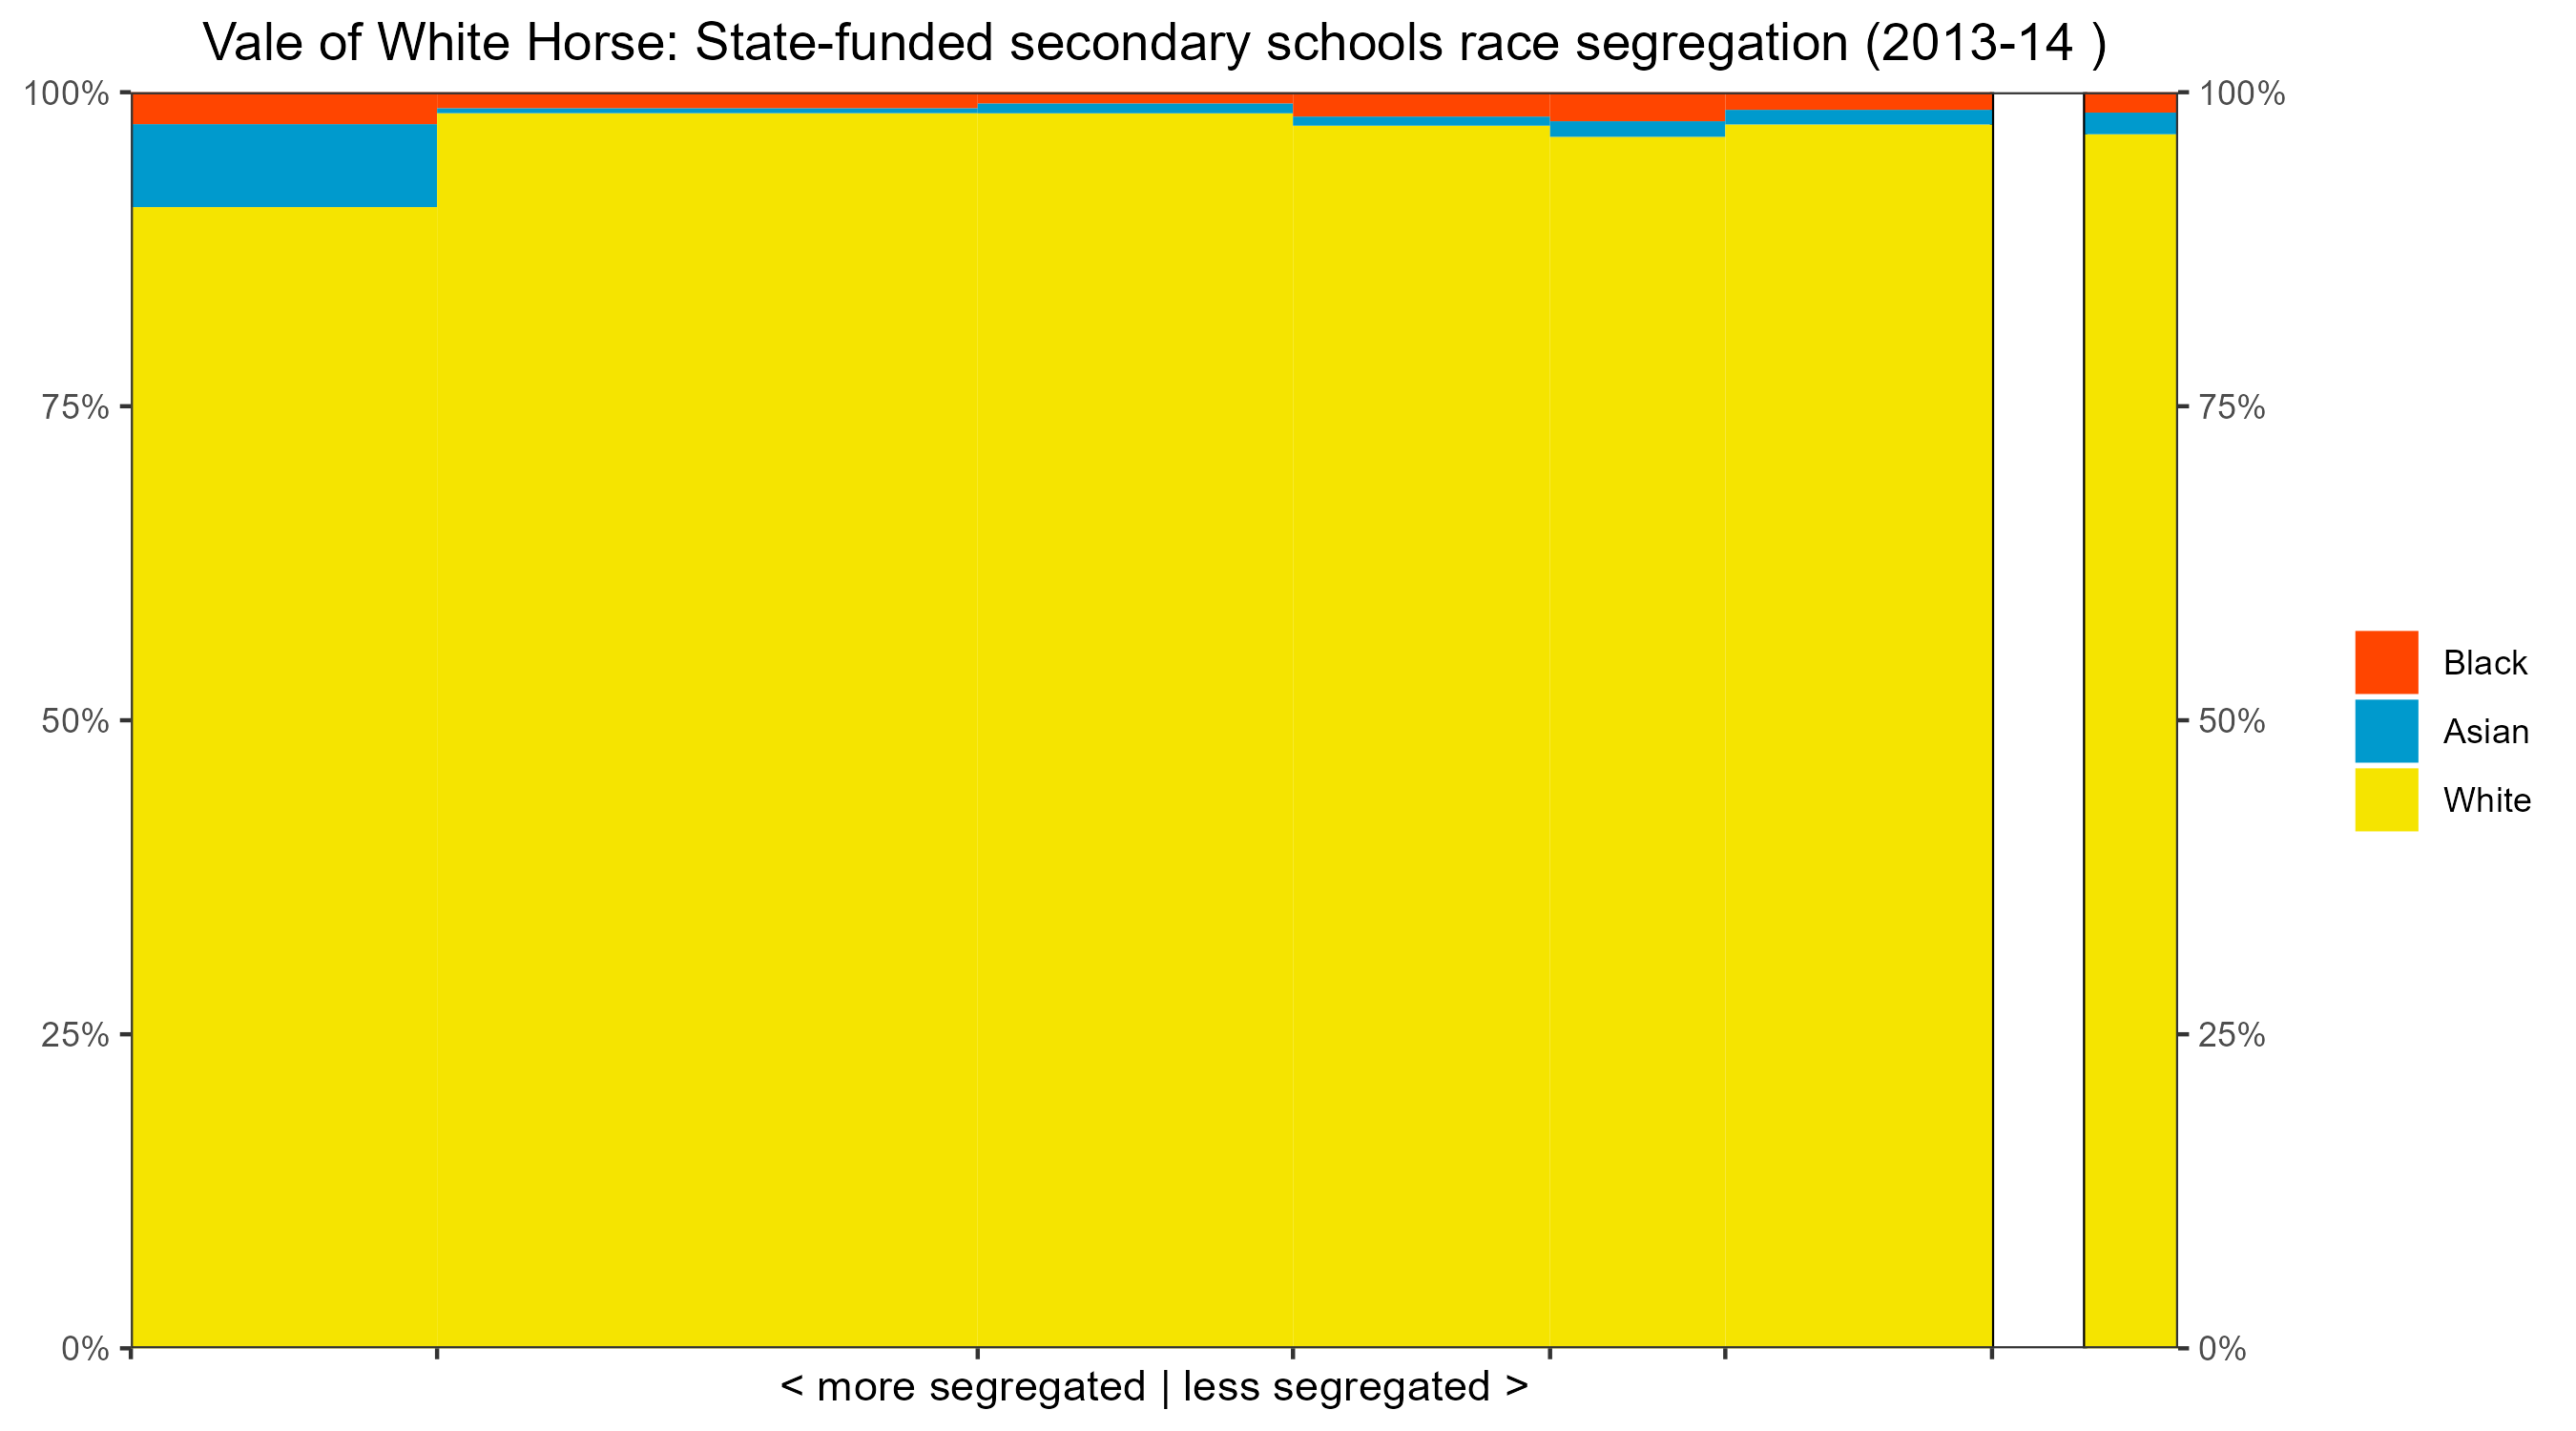 Vale of White Horse: State-funded secondary schools race segregation (2013-14 )
100%
75%
50%
25%
0%
100%
75%
50%
25%
0%
< more segregated | less segregated >
Black
Asian
White